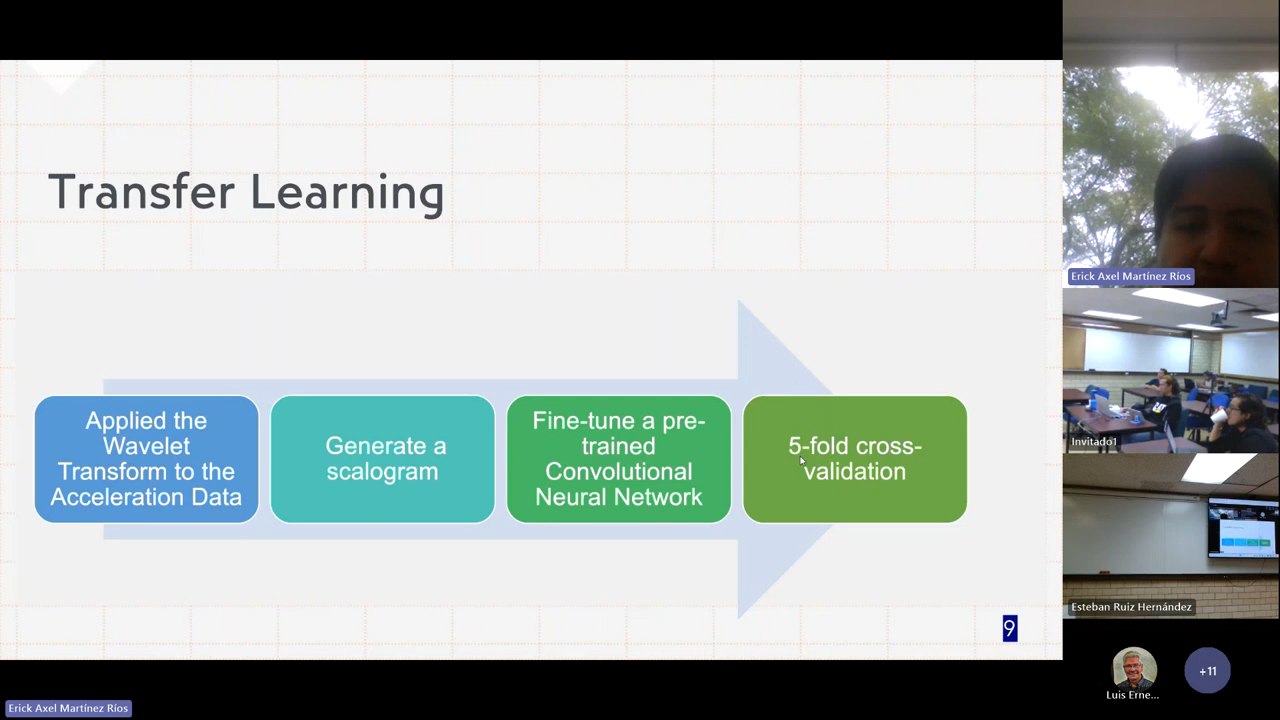 Transfer Learning
Applied the
Wavelet
Transform to the
Acceleration Data
Generate a
scalogram
Fine-tune a pre-
trained
Convolutional
Neural Network
5-fold cross-
validation
9
Erick Axel Martínez Ríos
Invitado1
Esteban Ruiz Hernández
Luis Erne...
+11
Erick Axel Martínez Ríos